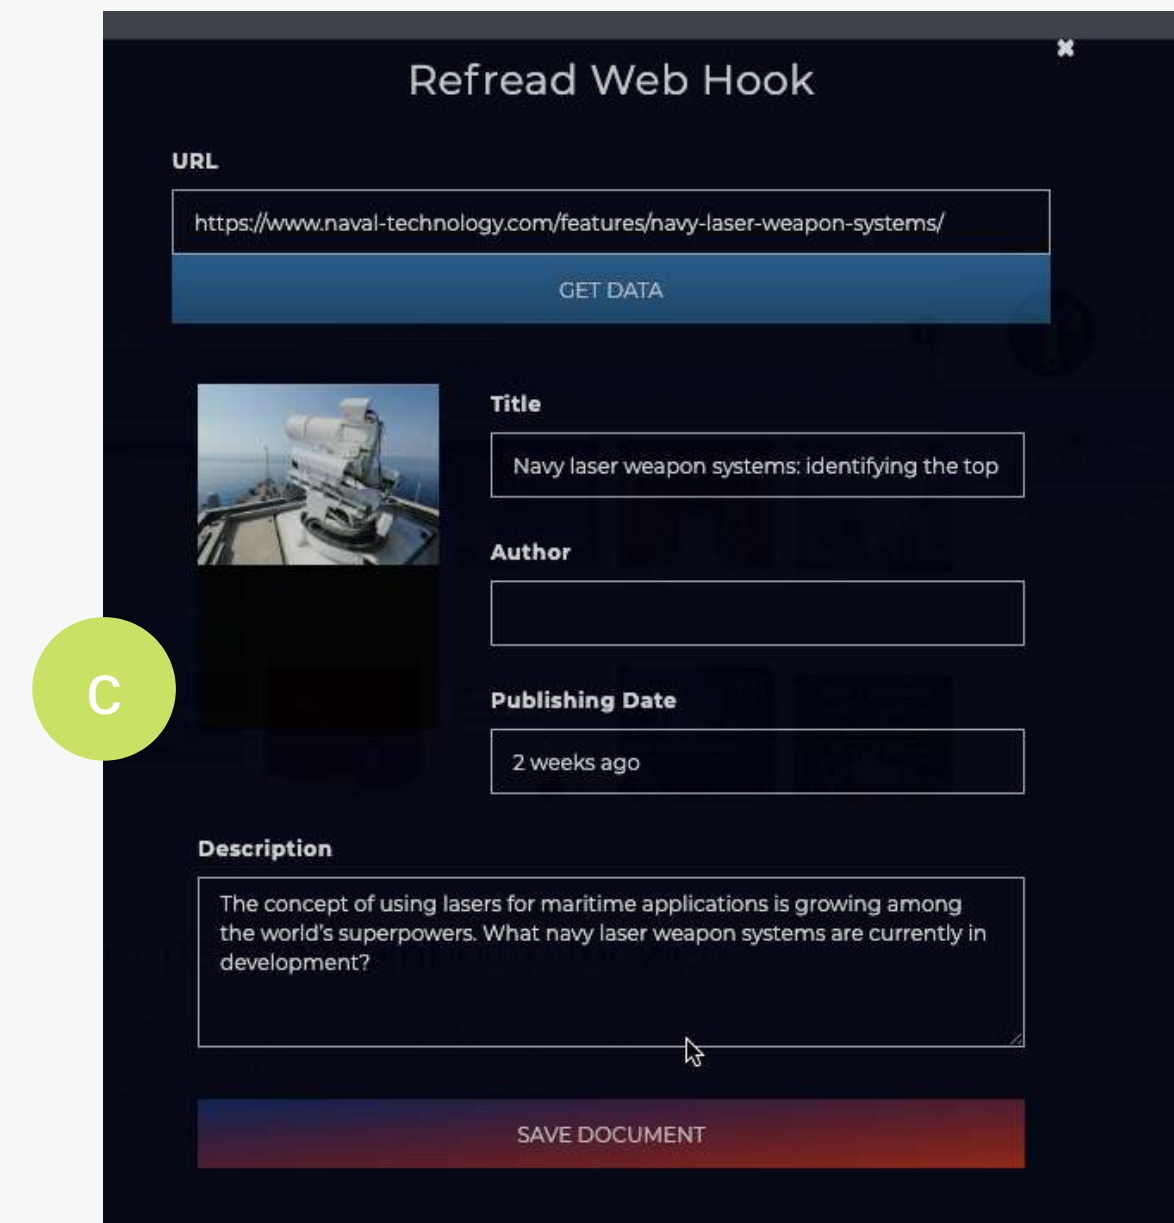 Refread Web Hook
URL
https://www.naval-technology.com/features/navy-laser-weapon-systems/
GET DATA
Title
Navy laser weapon systems: identifying the top
Author
C
Publishing Date
2 weeks ago
Description
The concept of using lasers for maritime applications is growing among
the world's superpowers. What navy laser weapon systems are currently in
development?
SAVE DOCUMENT